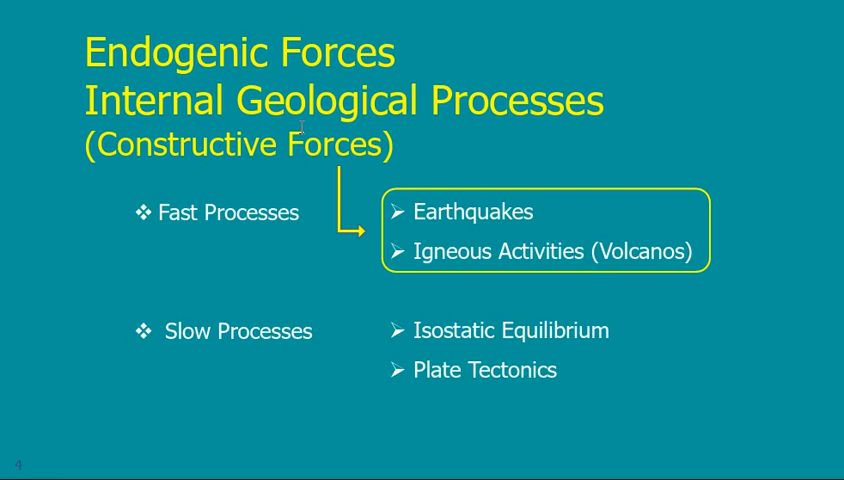 Endogenic Forces
Internal Geological Processes
(Constructive Forces)
Fast Processes
Earthquakes
Igneous Activities (Volcanos)
Slow Processes
Isostatic Equilibrium
Plate Tectonics
4